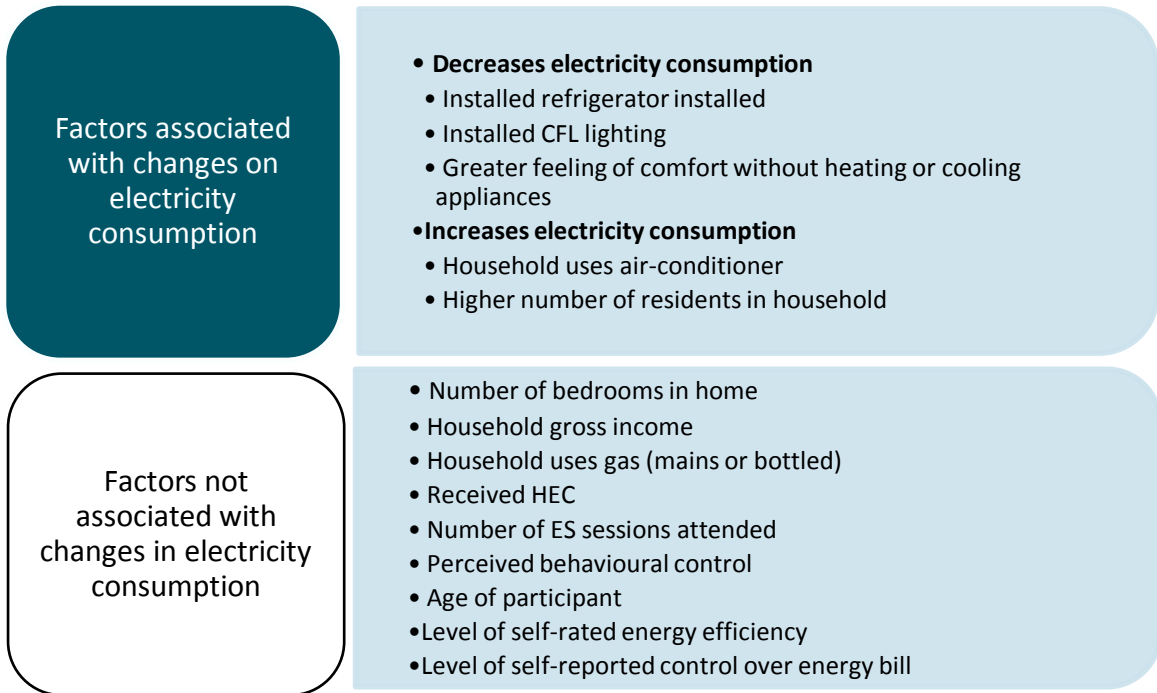 Factors associated
with changes on
electricity
consumption
• Decreases electricity consumption
• Installed refrigerator installed
• Installed CFL lighting
• Greater feeling of comfort without heating or cooling
appliances
•Increases electricity consumption
• Household uses air-conditioner
• Higher number of residents in household
Factors not
associated with
changes in electricity
consumption
• Number of bedrooms in home
• Household gross income
• Household uses gas (mains or bottled)
• Received HEC
• Number of ES sessions attended
• Perceived behavioural control
• Age of participant
•Level of self-rated energy efficiency
•Level of self-reported control over energy bill